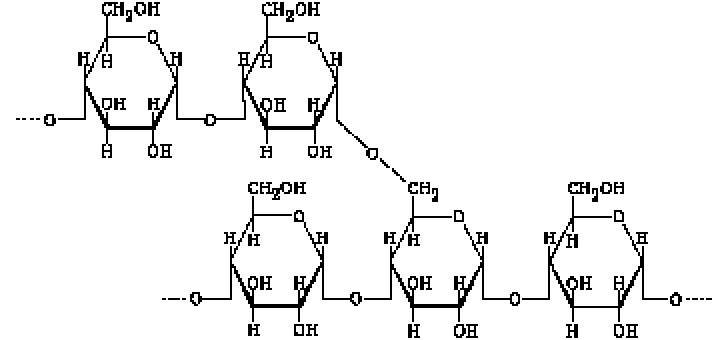 CH₂OH CH₂OH
O O
H H H H H H
OH H OH H
O O
H OH H OH
O
CH₂OH CH₂ CH₂OH
O O O
H H H H H H H H H
OH H OH H OH H
O O O O
H OH H OH H OH